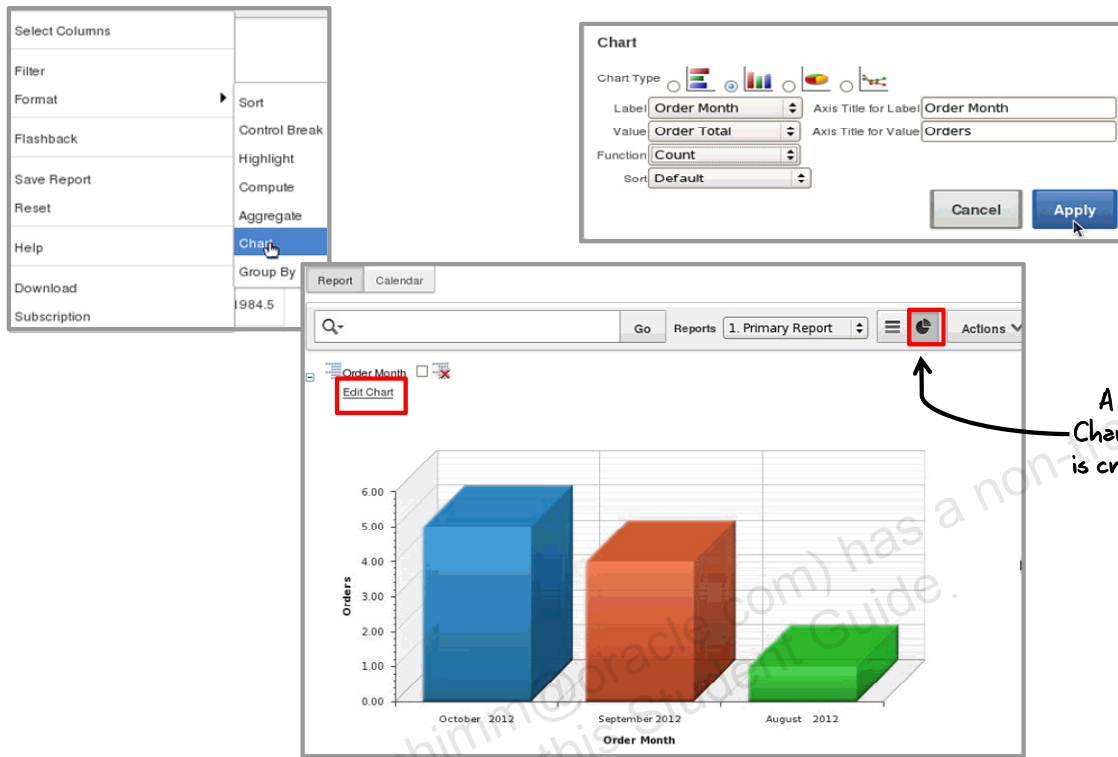 Select Columns
Filter
Format
Flashback
Save Report
Reset
Help
Download
Subscription
Sort
Control Break
Highlight
Compute
Aggregate
Chart
Group By
1984.5
Chart
Chart Type
Label Order Month Axis Title for Label Order Month
Value Order Total Axis Title for Value Orders
Function Count
Sort Default
Cancel Apply
Report Calendar
Go Reports 1. Primary Report Actions
Order Month
Edit Chart
A
is
6.00
5.00
4.00
3.00
2.00
1.00
0.00
Orders
October 2012 September 2012 August 2012
Order Month
has a
oracle.com)
this Student Guide.